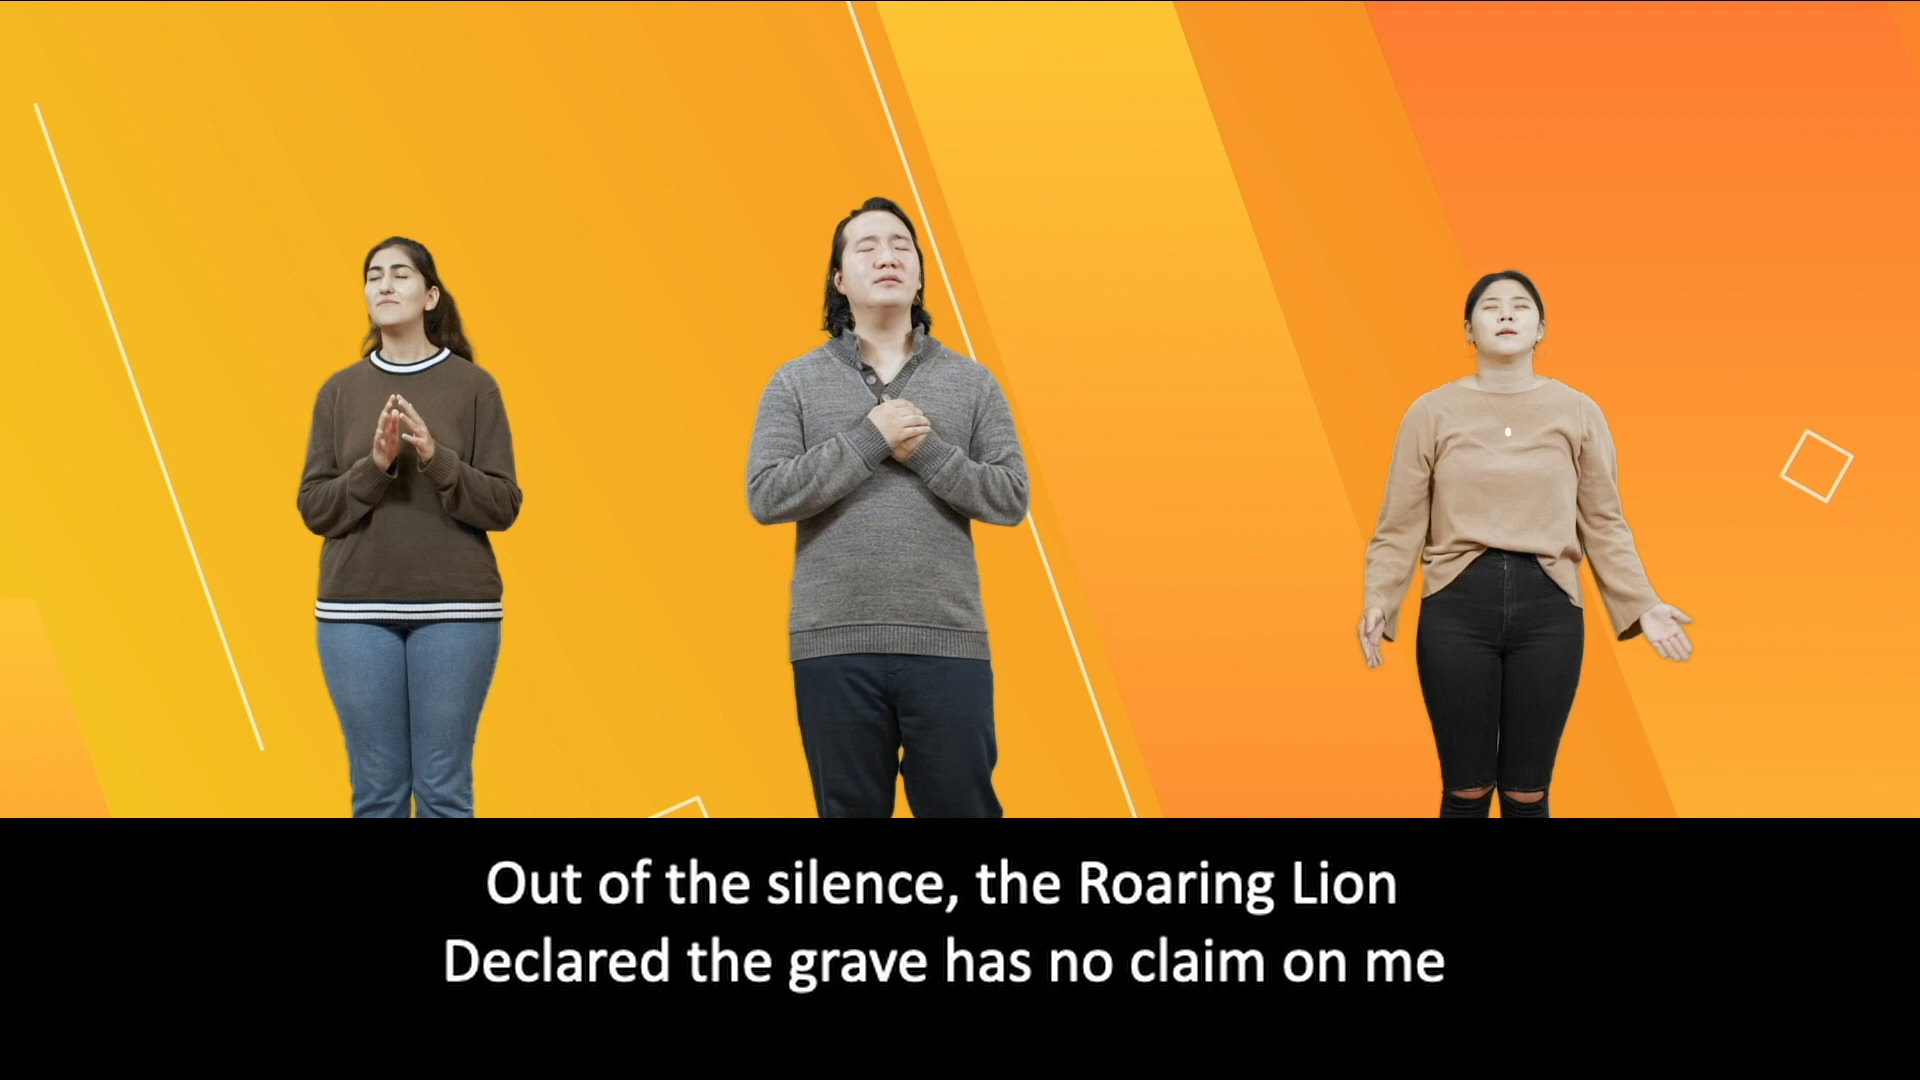 Out of the silence, the Roaring Lion
Declared the grave has no claim on me